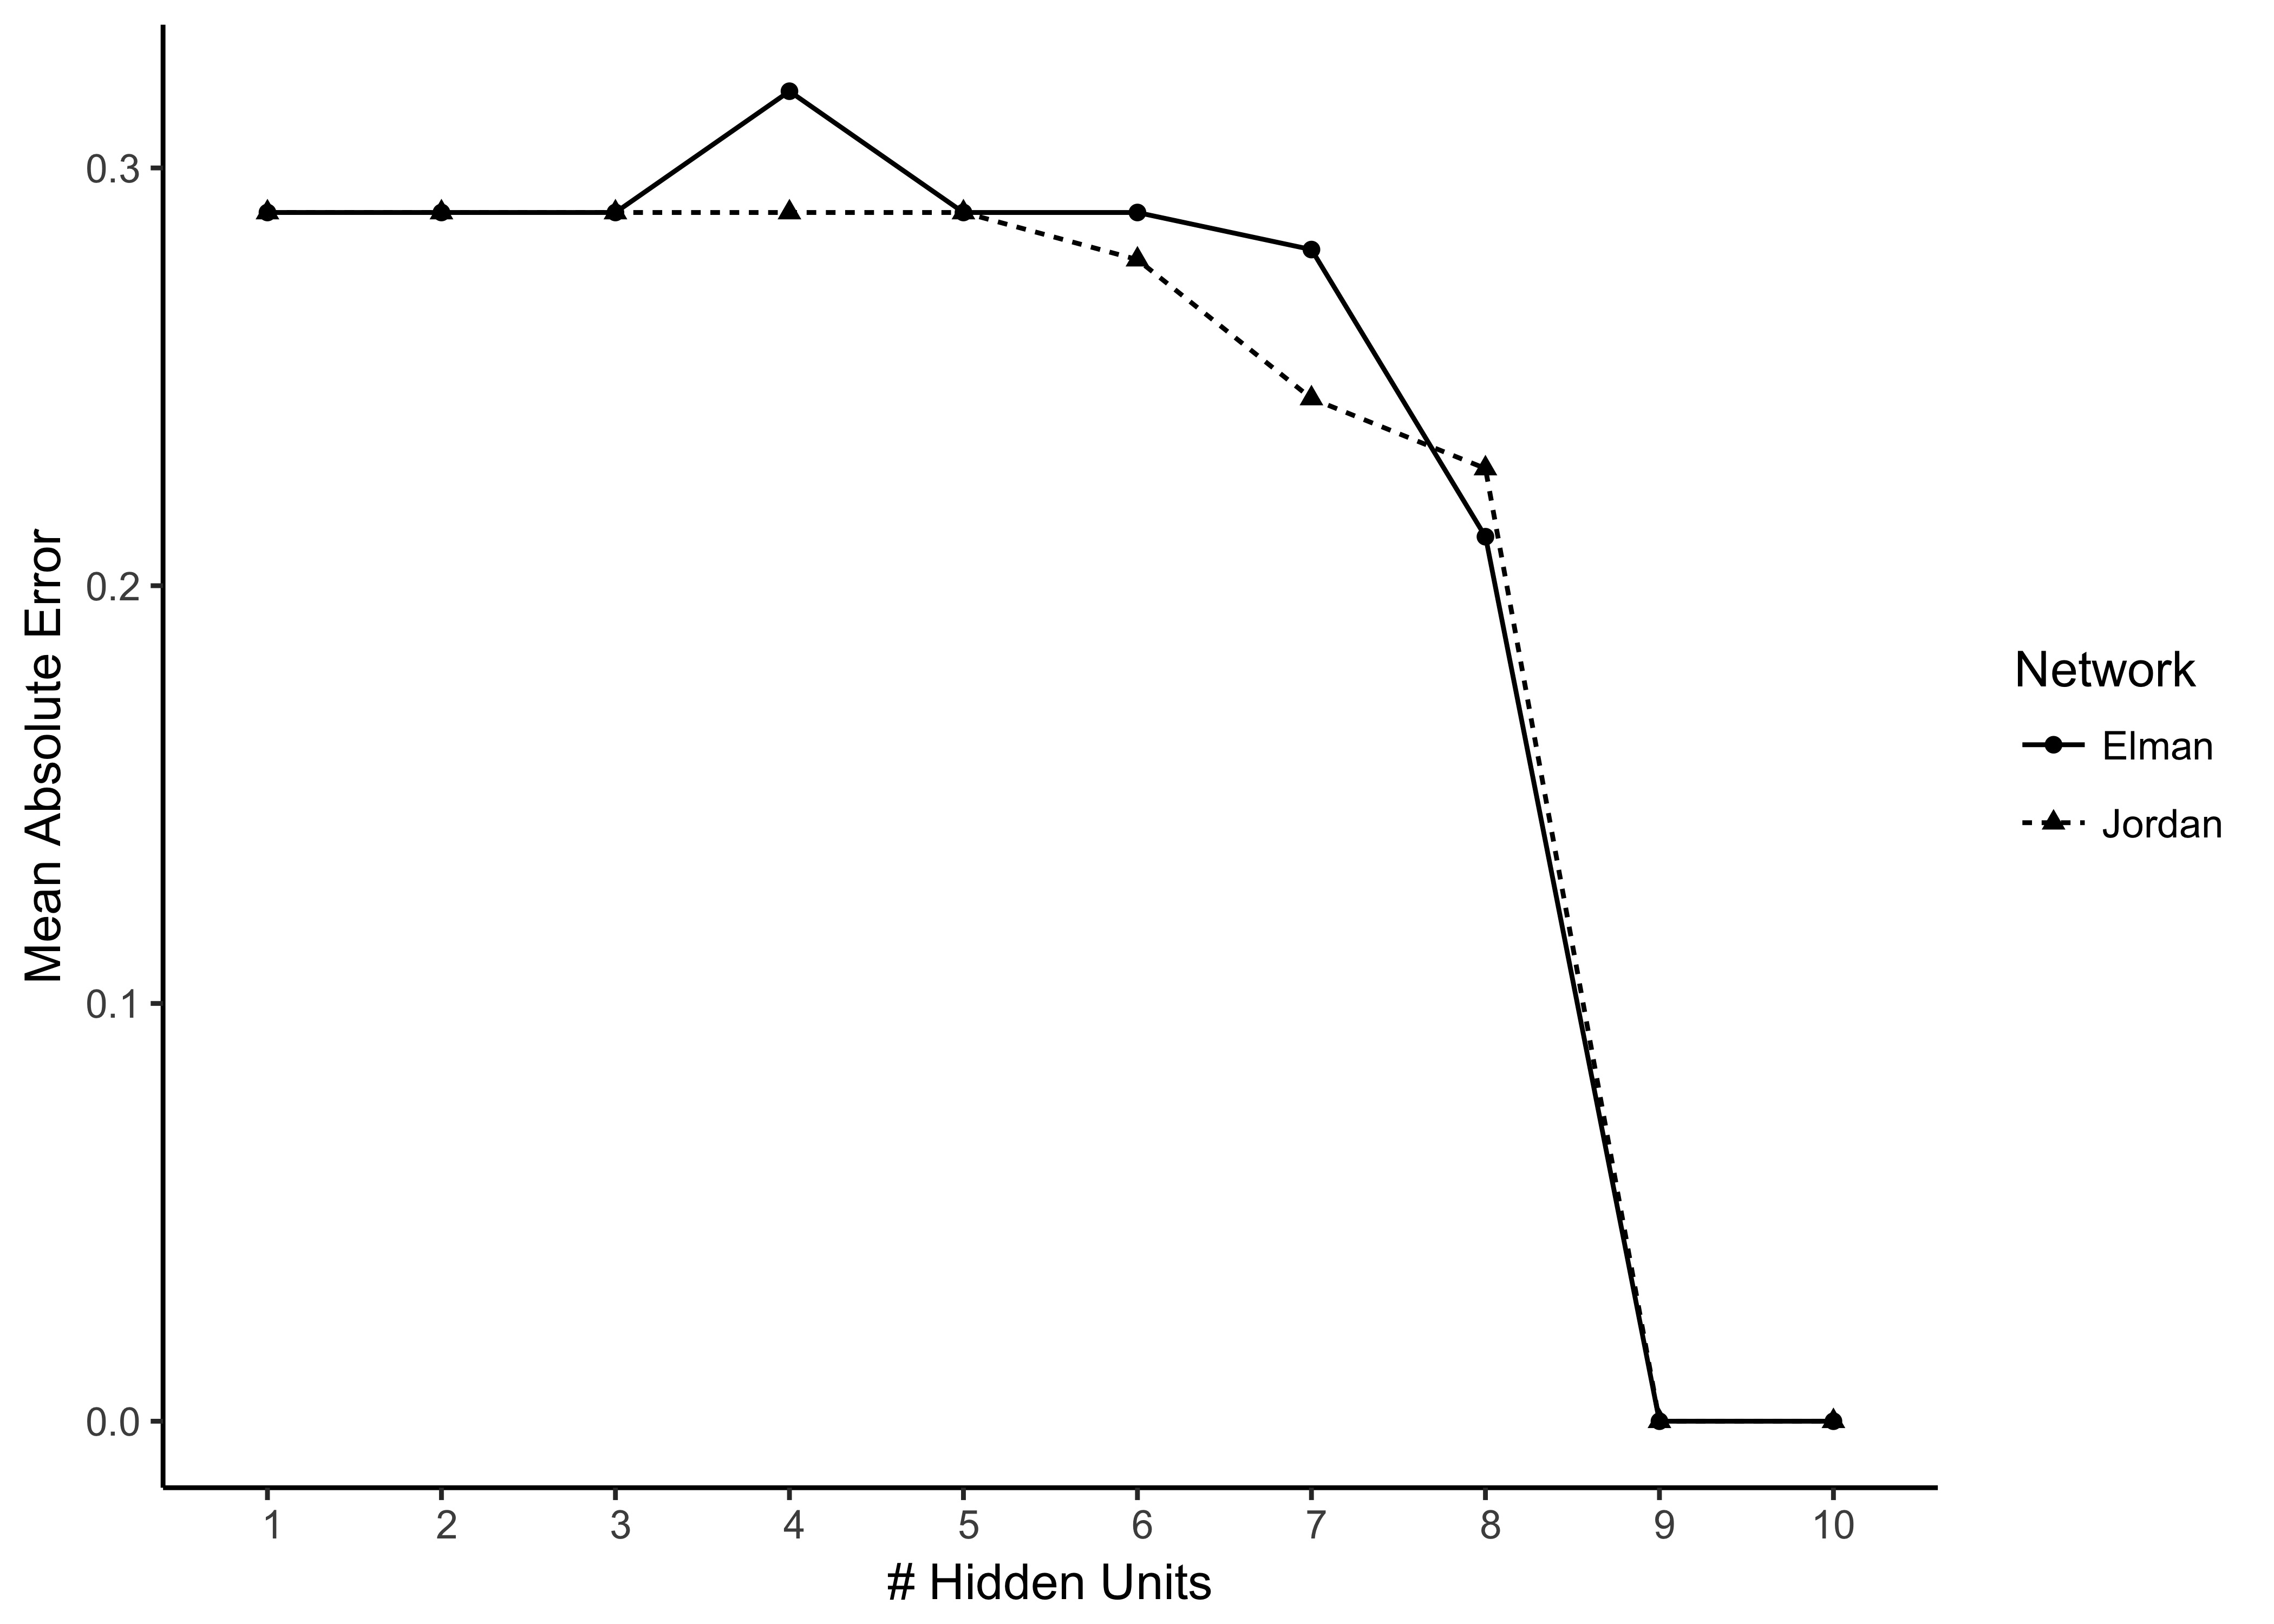 Mean Absolute Error
0.3
0.2
0.1
0.0
1 2 3 4 5 6 7 8 9 10
# Hidden Units
Network
Elman
Jordan